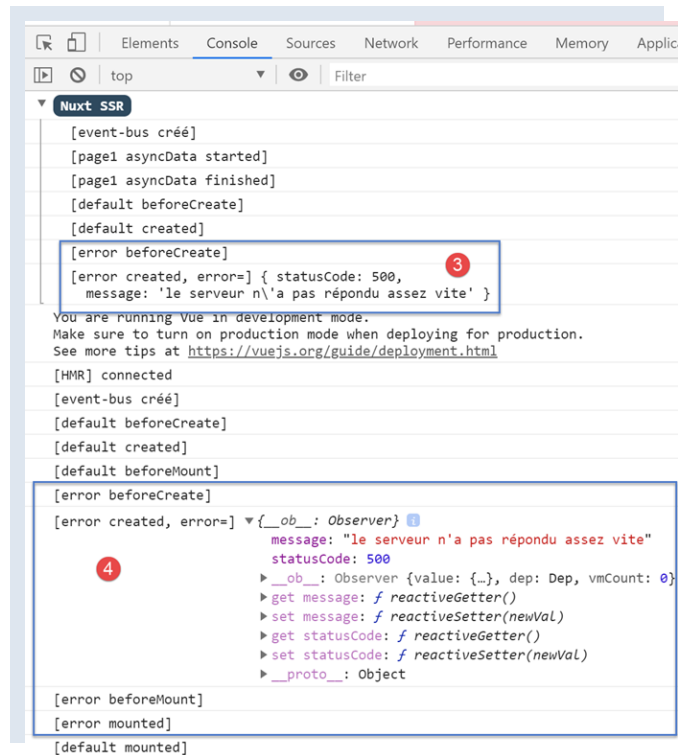 Elements Console Sources Network Performance Memory Applic
top Filter
Nuxt SSR
[event-bus créé]
[page1 asyncData started]
[page1 asyncData finished]
[default beforeCreate]
[default created]
[error beforeCreate]
3
[error created, error=] { statusCode: 500,
message: 'le serveur n\'a pas répondu assez vite' }
You are running Vue in development mode.
Make sure to turn on production mode when deploying for production.
See more tips at https://vuejs.org/guide/deployment.html
[HMR] connected
[event-bus créé]
[default beforeCreate]
[default created]
[default beforeMount]
[error beforeCreate]
[error created, error=] ▼{__ob__: Observer} i
message: "le serveur n'a pas répondu assez vite"
statusCode: 500
4
▶__ob__: Observer {value: {…}, dep: Dep, vmCount: 0}
▶get message: ƒ reactiveGetter()
▶set message: ƒ reactiveSetter(newVal)
▶get statusCode: ƒ reactiveGetter()
▶set statusCode: ƒ reactiveSetter(newVal)
▶__proto__: Object
[error beforeMount]
[error mounted]
[default mounted]